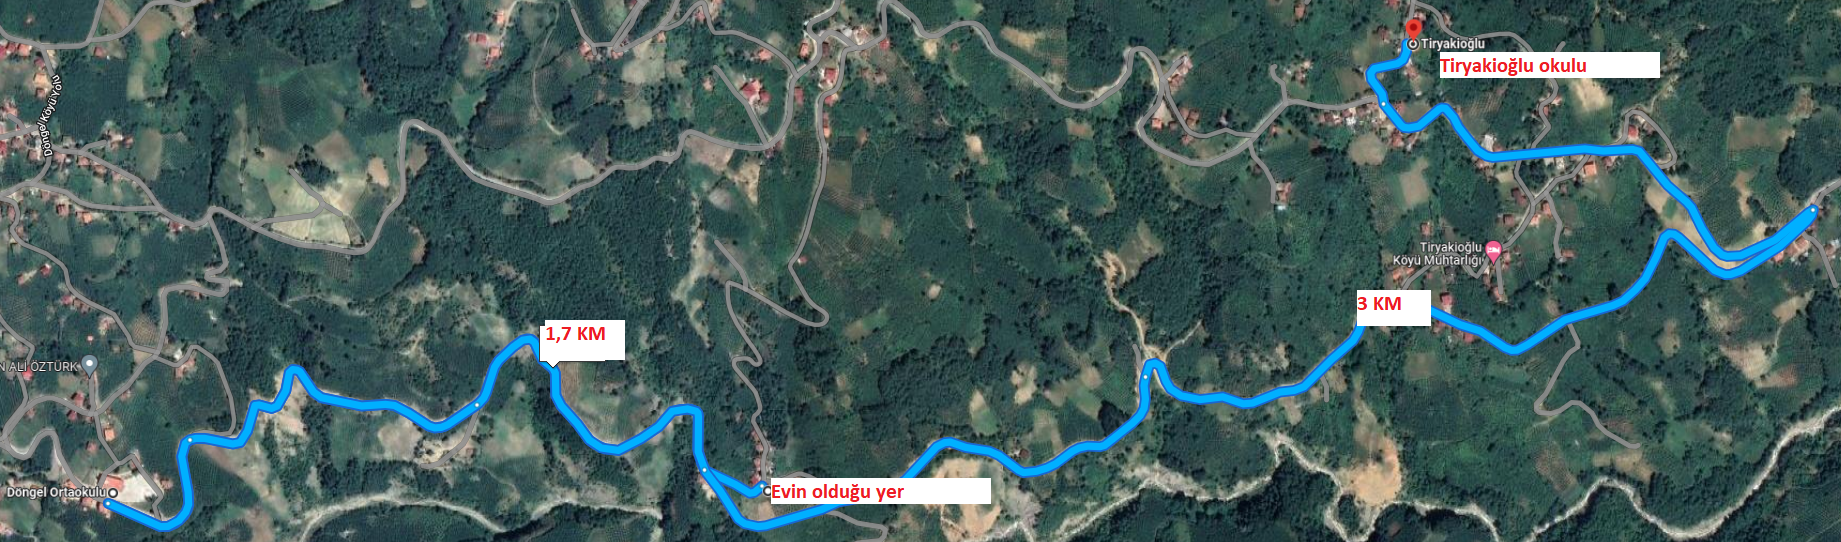 Tiryakioğlu
Tiryakioğlu okulu
Döngel Köyü Yolu
Tiryakioğlu
Köyü Muhtarlığı
3 KM
1,7 KM
N ALİ ÖZTÜRK
Döngel Ortaokulu
Evin olduğu yer